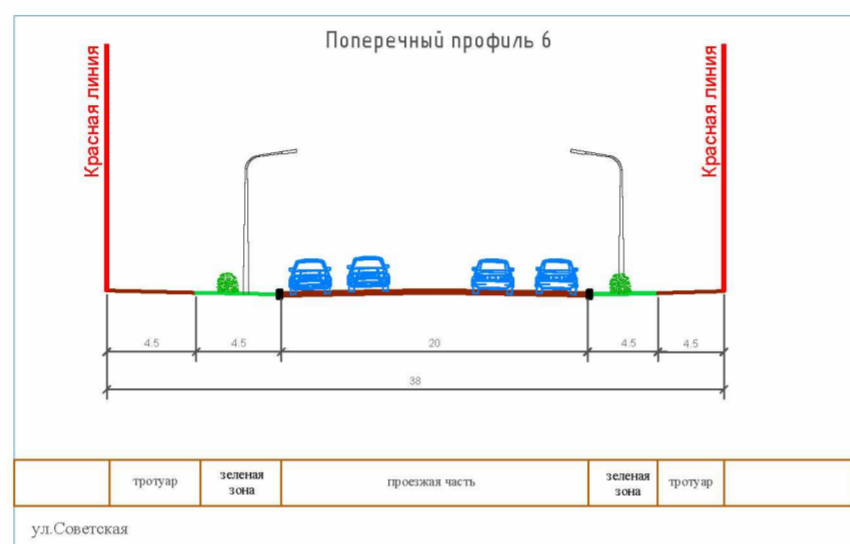 Поперечный профиль 6
Красная линия
Красная линия
4.5
4.5
20
4.5
4.5
38
тротуар
зеленая
зона
проезжая часть
зеленая
зона
тротуар
ул.Советская